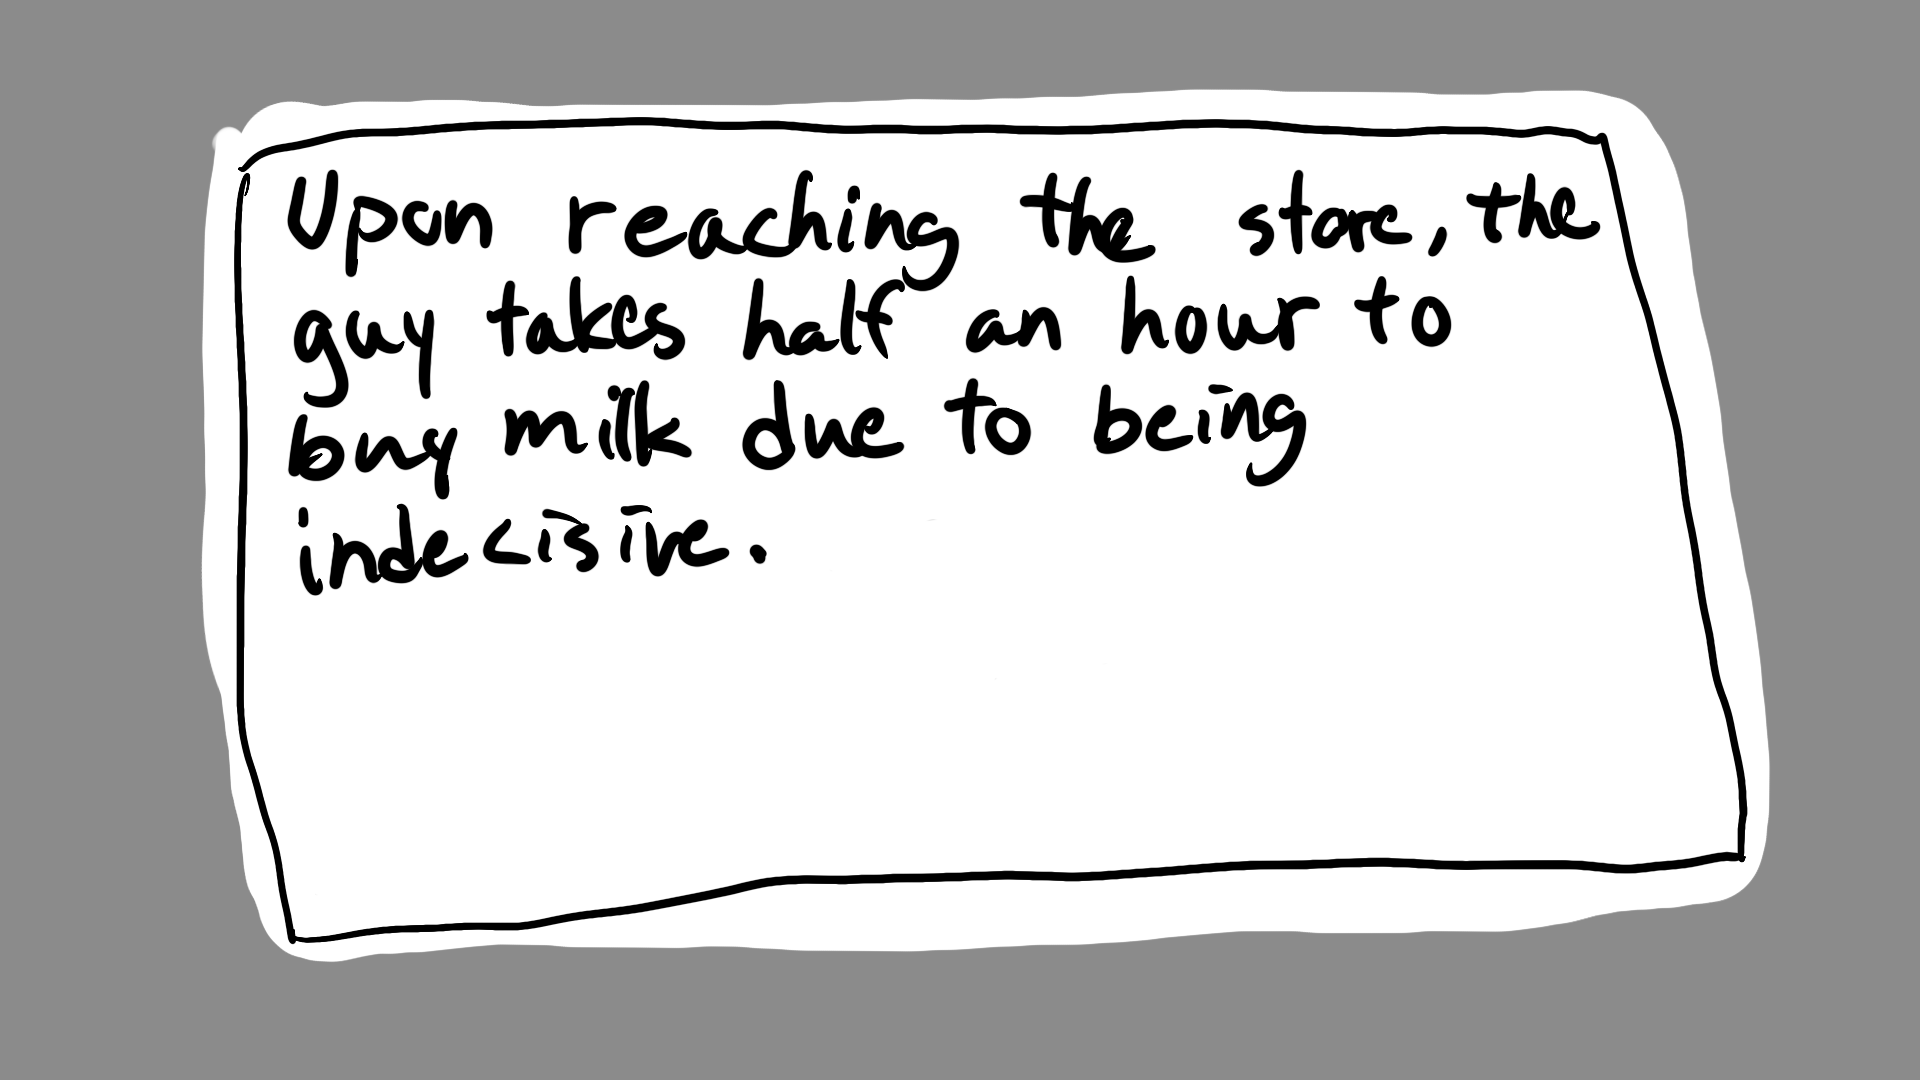 Upon reaching the store, the
guy takes half an hour to
buy milk due to being
indecisive.